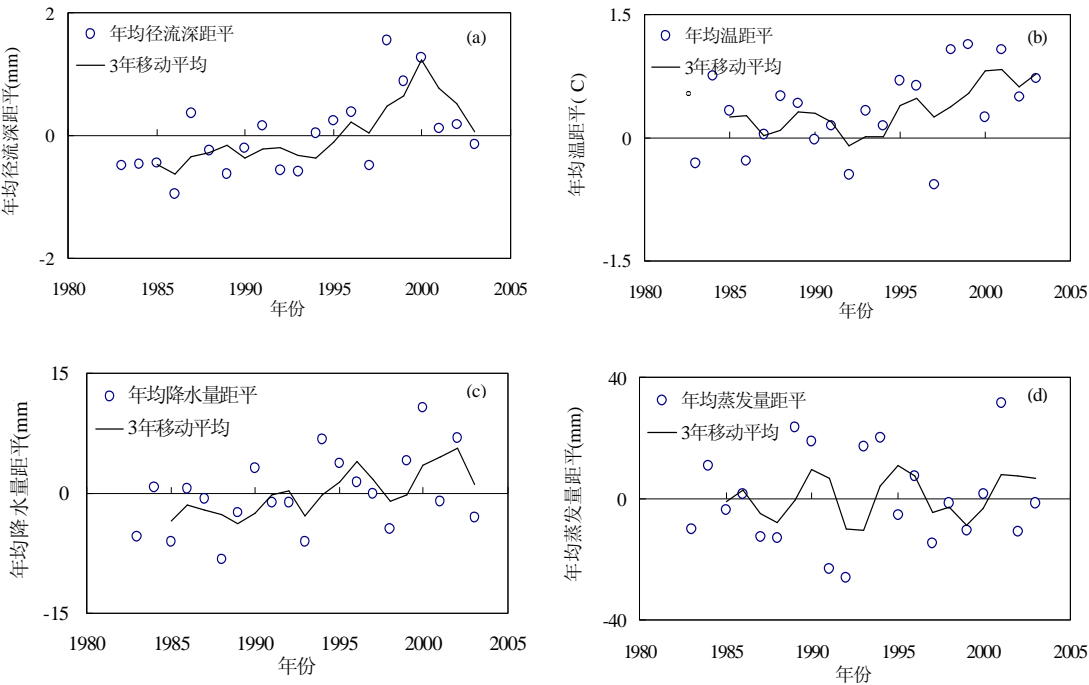 2
年均径流深距平
3年移动平均
(a)
年均径流深距平(mm)
0
-2
1980 1985 1990 1995 2000 2005
年份
1.5
年均温距平
3年移动平均
(b)
年均温距平( C)
0
-1.5
1980 1985 1990 1995 2000 2005
年份
15
年均降水量距平
3年移动平均
(c)
年均降水量距平(mm
0
-15
1980 1985 1990 1995 2000 2005
年份
40
年均蒸发量距平
3年移动平均
(d)
年均蒸发量距平(mm)
0
-40
1980 1985 1990 1995 2000 2005
年份